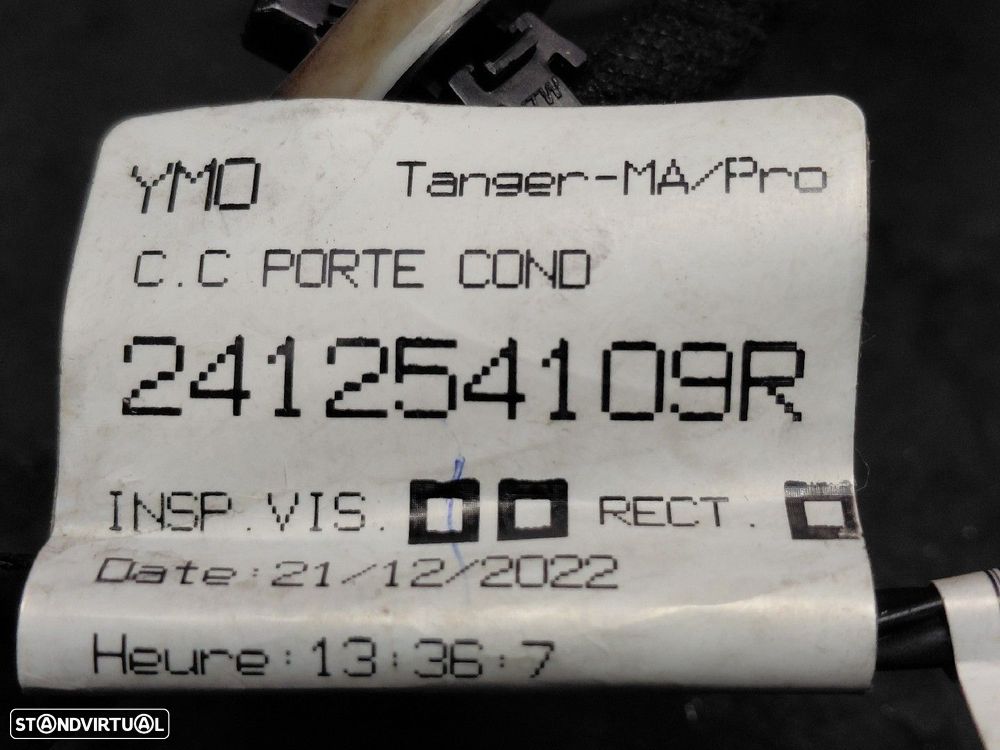 YMO Tanger-MA/Pro
C.C PORTE COND
241254109R
INSP.VIS. RECT.
Date:21/12/2022
Heure:13:36:7
STANDVIRTUAL